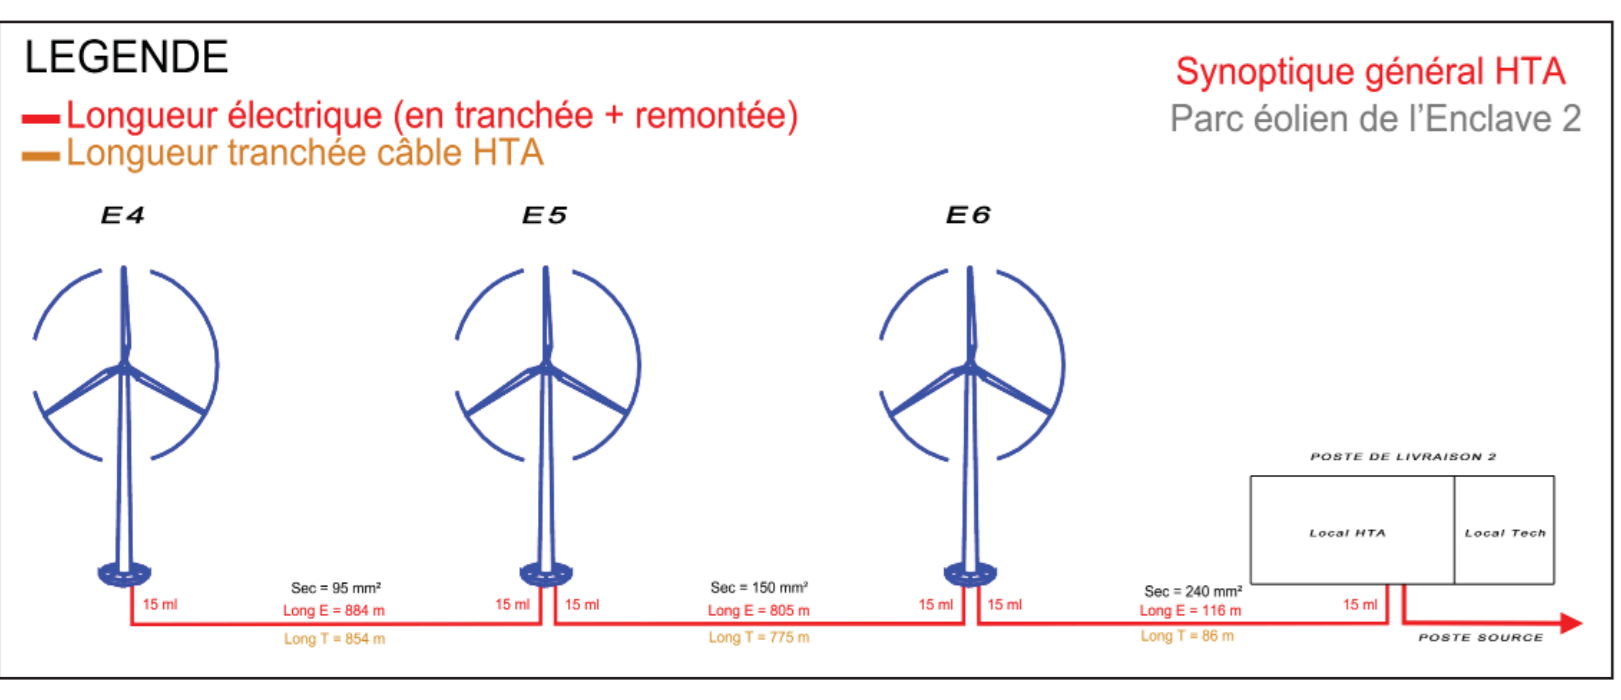 LEGENDE
Synoptique général HTA
Longueur électrique (en tranchée + remontée)
Parc éolien de l'Enclave 2
Longueur tranchée câble HTA
E4
E5
E6
POSTE DE LIVRAISON 2
Local HTA
Local Tech
15 ml
Sec = 95 mm²
Long E = 884 m
Long T = 854 m
15 ml
15 ml
Sec = 150 mm²
Long E = 805 m
Long T = 775 m
15 ml
15 ml
Sec = 240 mm²
Long E = 116 m
Long T = 86 m
15 ml
POSTE SOURCE